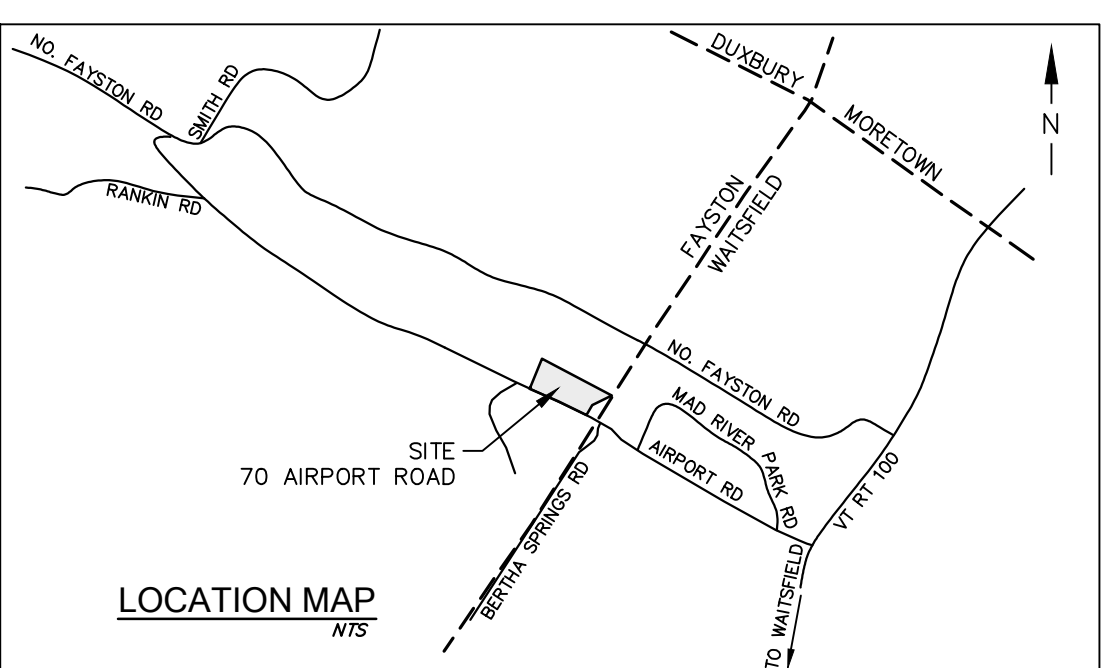 NO. FAYSTON RD
SMITH RD
RANKIN RD
DUXBURY
MORETOWN
N
FAYSTON
WAITSFIELD
NO. FAYSTON RD
MAD RIVER PARK RD
AIRPORT RD
VT RT 100
SITE
70 AIRPORT ROAD
BERTHA SPRINGS RD
TO WAITSFIELD
LOCATION MAP
NTS